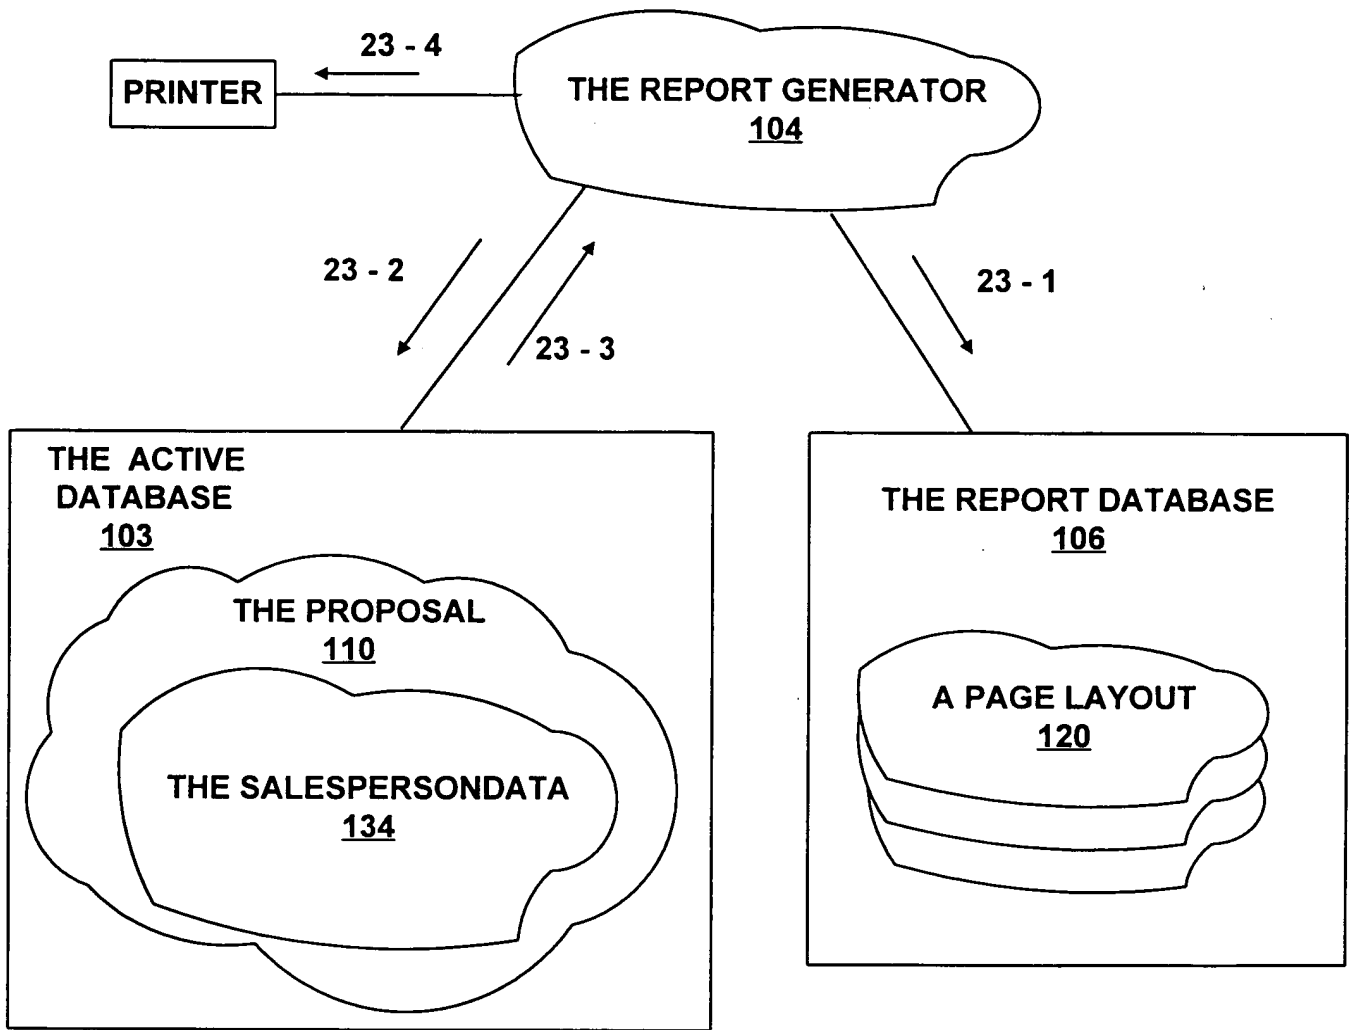 23 - 4
PRINTER
THE REPORT GENERATOR
104
23 - 2
23 - 3
23 - 1
THE ACTIVE
DATABASE
103
THE PROPOSAL
110
THE SALESPERSONDATA
134
THE REPORT DATABASE
106
A PAGE LAYOUT
120